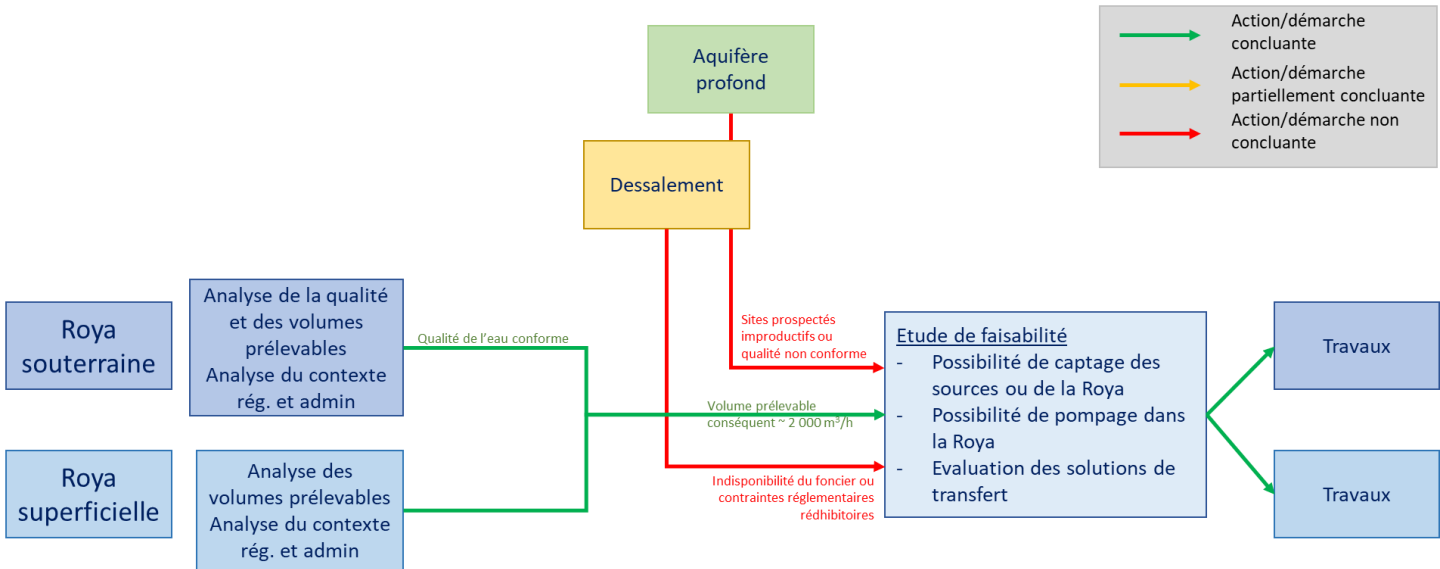 Aquifère
profond
Action/démarche
concluante
Action/démarche
partiellement concluante
Action/démarche non
concluante
Dessalement
Roya
souterraine
Analyse de la qualité
et des volumes
prélevables
Analyse du contexte
rég. et admin
Qualité de l'eau conforme
Sites prospectés
improductifs ou
qualité non conforme
Volume prélevable
conséquent ~ 2 000 m³/h
Indisponibilité du foncier ou
contraintes réglementaires
rédhibitoires
Etude de faisabilité
- Possibilité de captage des
sources ou de la Roya
- Possibilité de pompage dans
la Roya
- Evaluation des solutions de
transfert
Travaux
Roya
superficielle
Analyse des
volumes prélevables
Analyse du contexte
rég. et admin
Travaux